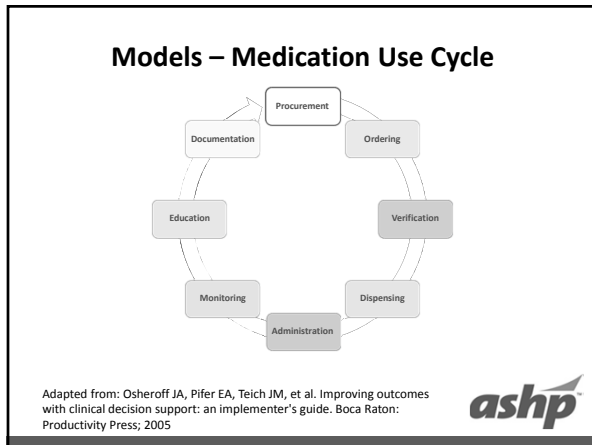 Models – Medication Use Cycle
Procurement
Ordering
Verification
Dispensing
Administration
Monitoring
Education
Documentation
Adapted from: Osheroff JA, Pifer EA, Teich JM, et al. Improving outcomes
with clinical decision support: an implementer's guide. Boca Raton:
Productivity Press; 2005
ashp™